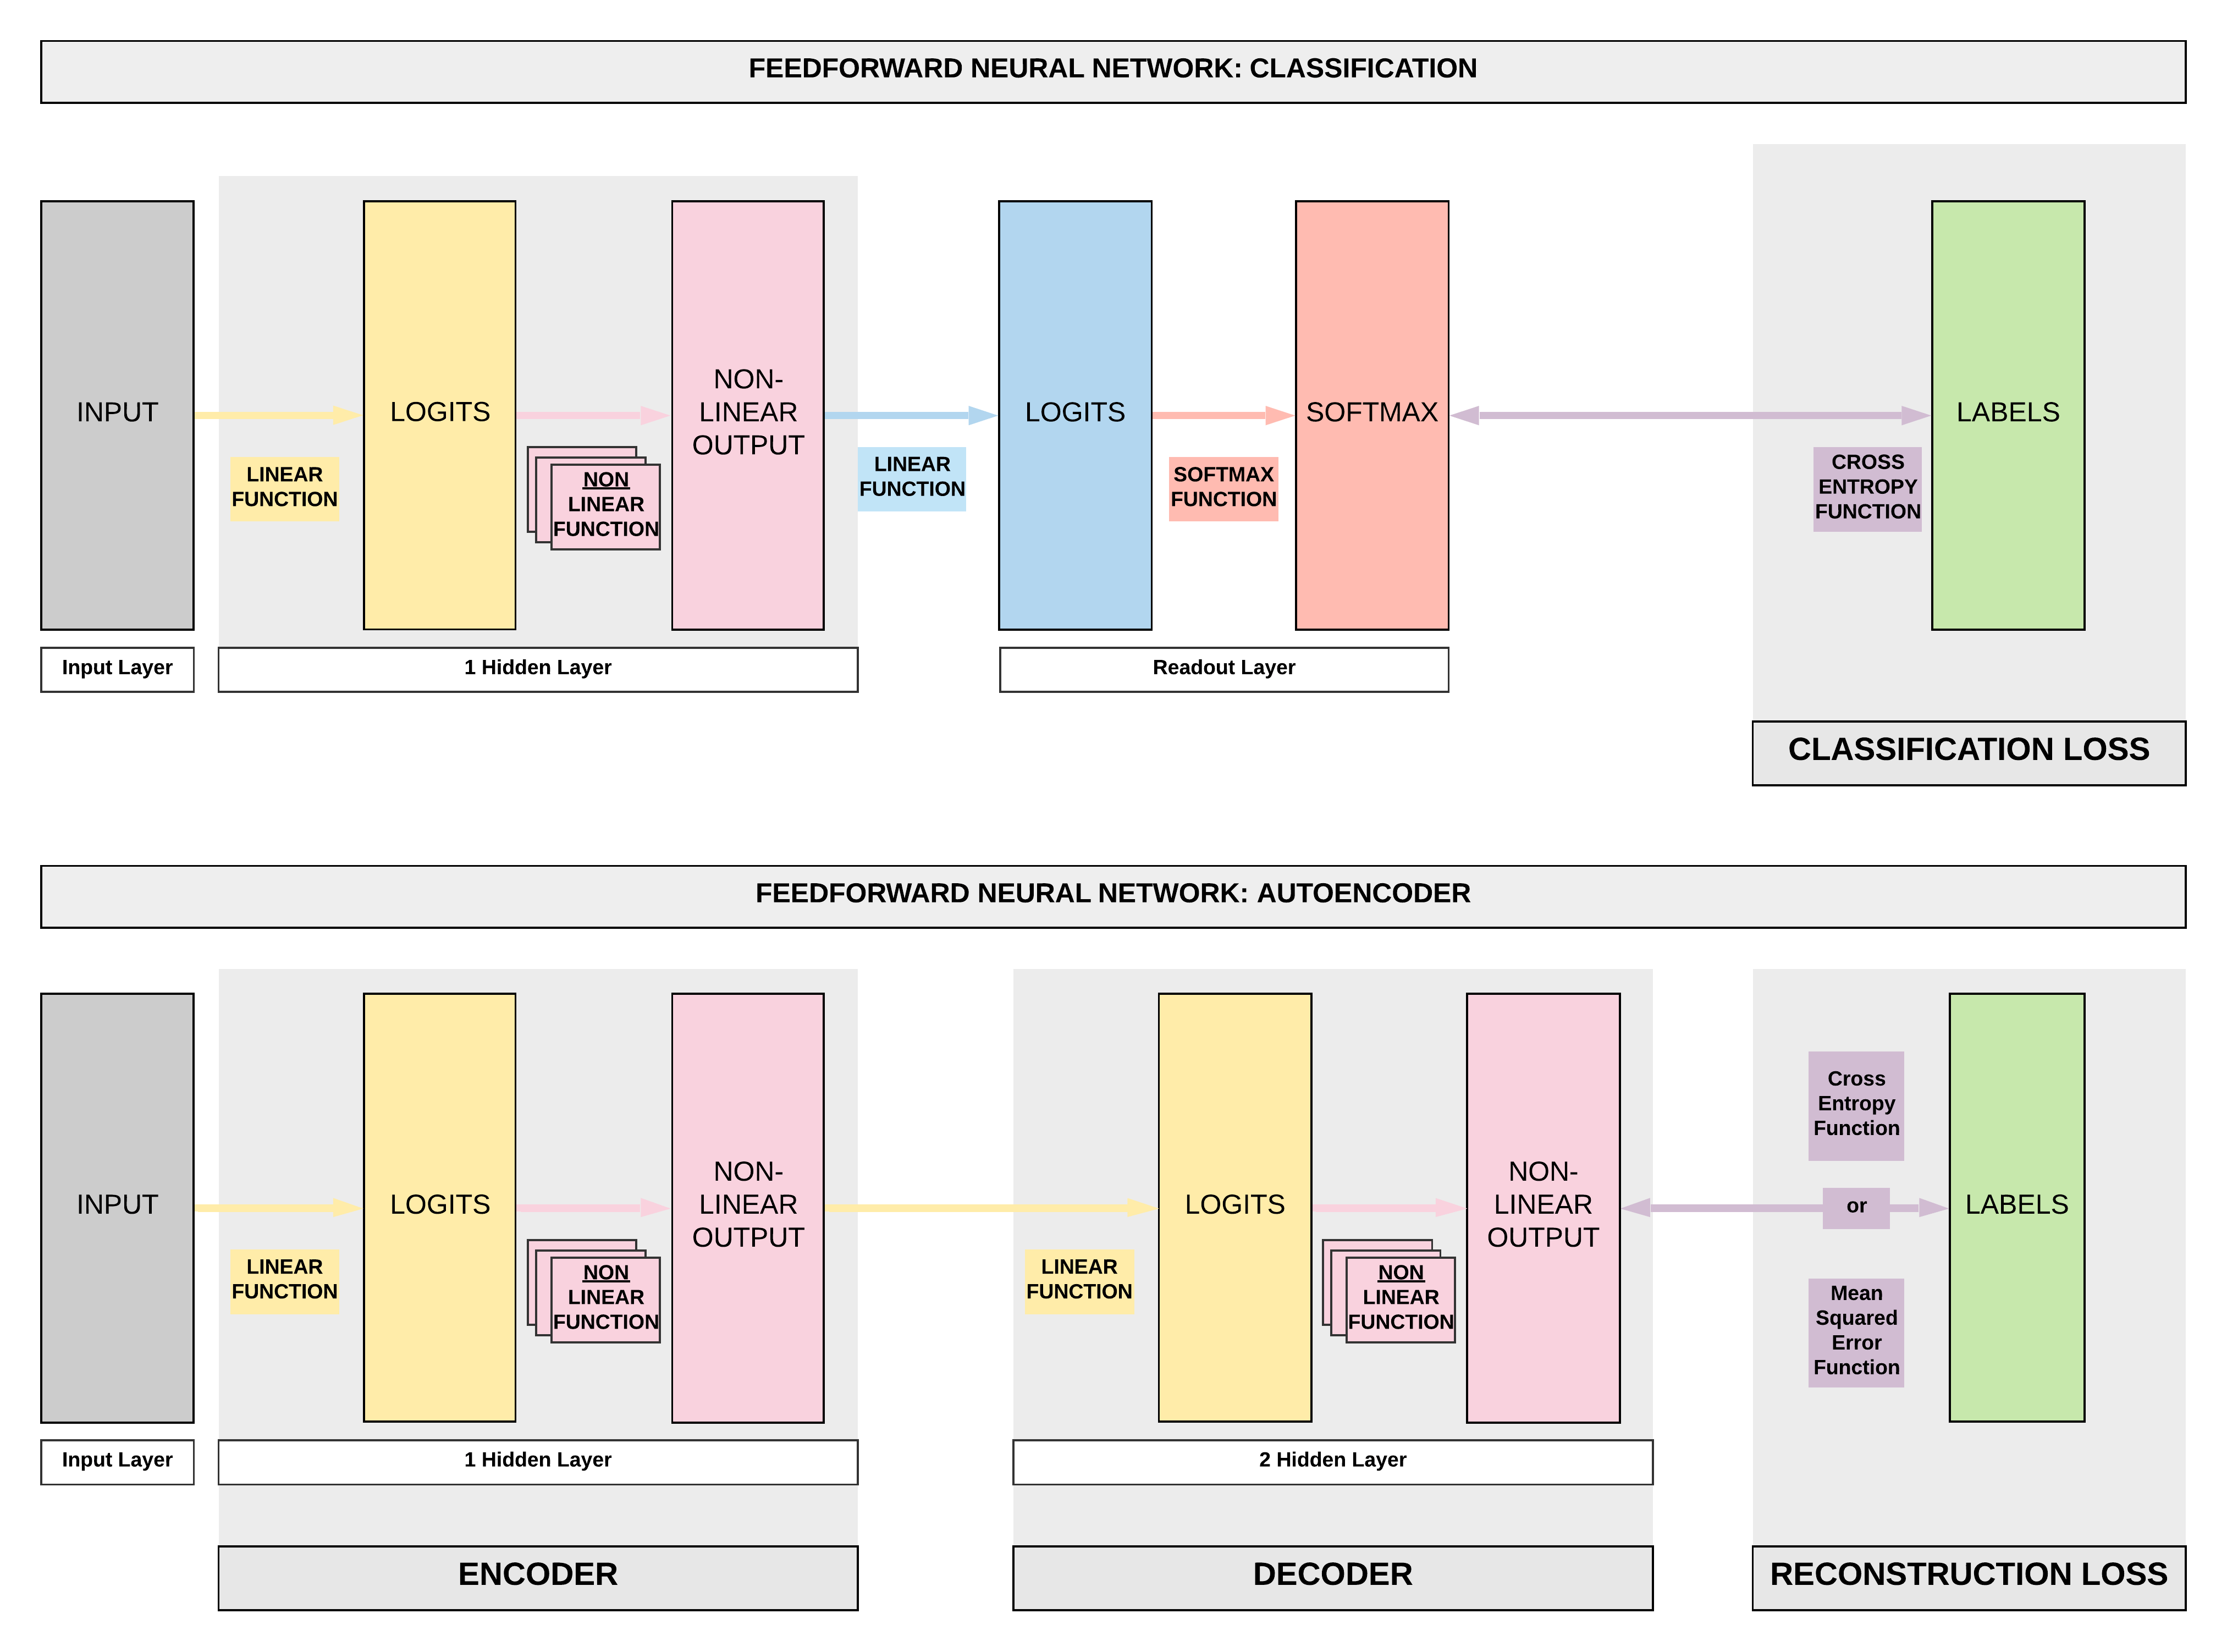 FEEDFORWARD NEURAL NETWORK: CLASSIFICATION
INPUT
LINEAR
FUNCTION
LOGITS
NON
LINEAR
FUNCTION
NON-
LINEAR
OUTPUT
LINEAR
FUNCTION
LOGITS
SOFTMAX
FUNCTION
SOFTMAX
CROSS
ENTROPY
FUNCTION
LABELS
Input Layer
1 Hidden Layer
Readout Layer
CLASSIFICATION LOSS
FEEDFORWARD NEURAL NETWORK: AUTOENCODER
INPUT
LINEAR
FUNCTION
LOGITS
NON
LINEAR
FUNCTION
NON-
LINEAR
OUTPUT
LINEAR
FUNCTION
LOGITS
NON
LINEAR
FUNCTION
NON-
LINEAR
OUTPUT
Cross
Entropy
Function
or
Mean
Squared
Error
Function
LABELS
Input Layer
1 Hidden Layer
2 Hidden Layer
ENCODER
DECODER
RECONSTRUCTION LOSS